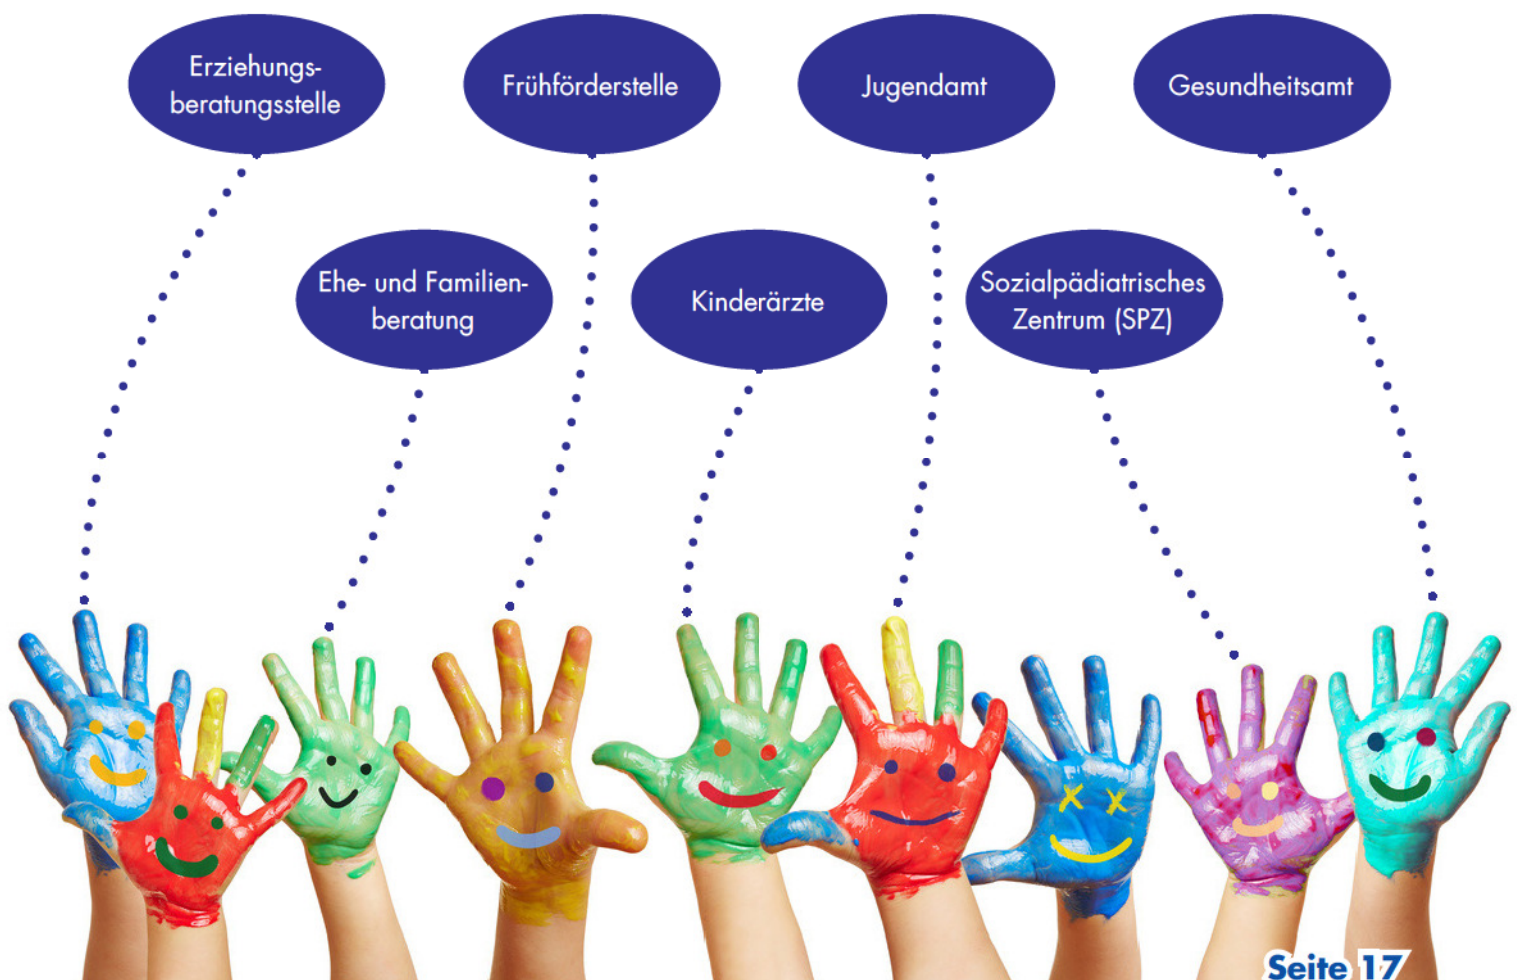 Erziehungs-
beratungsstelle
Frühförderstelle
Jugendamt
Gesundheitsamt
Ehe- und Familien-
beratung
Kinderärzte
Sozialpädiatrisches
Zentrum (SPZ)
Seite 17